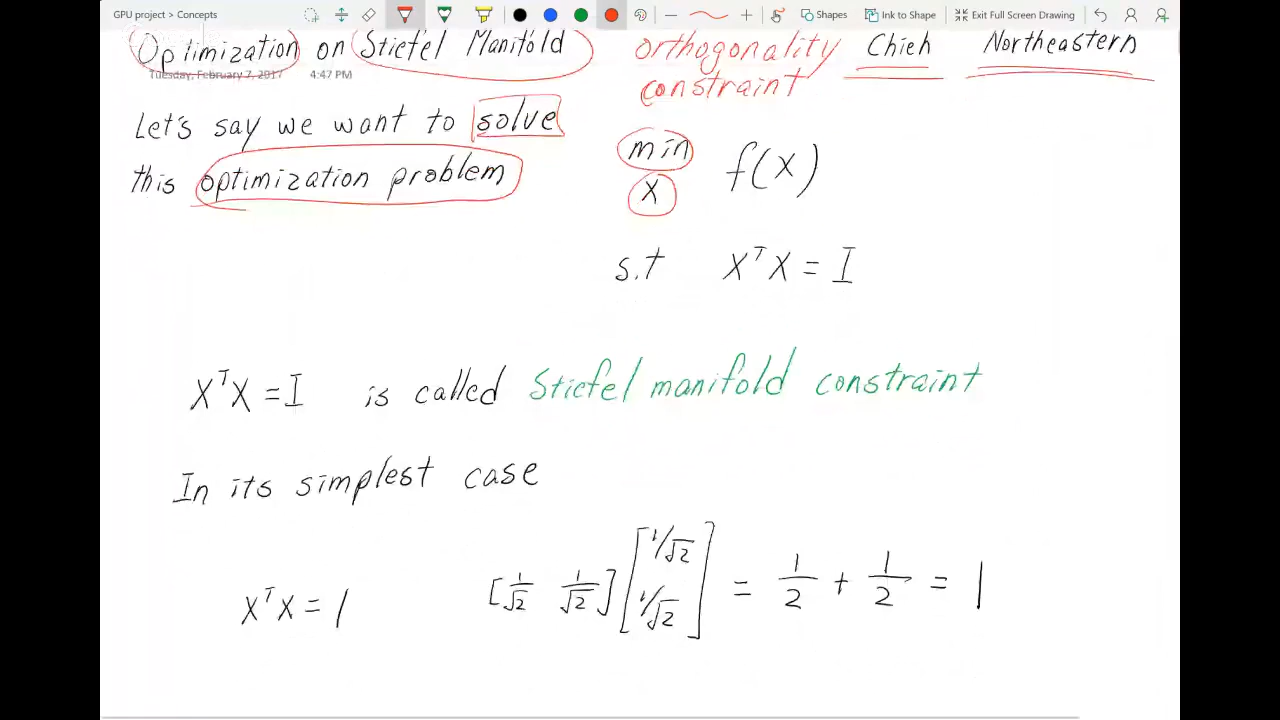 GPU project > Concepts
Shapes Ink to Shape Exit Full Screen Drawing
Optimization on Stiefel Manifold
Tuesday, February 7, 2017 4:47 PM
orthogonality
constraint
Chieh Northeastern
Let's say we want to solve
this optimization problem
min f(X)
X
s.t X^T X = I
X^T X = I is called Stiefel manifold constraint
In its simplest case
X^T X = 1 [1/√2 1/√2] [1/√2 1/√2] = 1/2 + 1/2 = 1